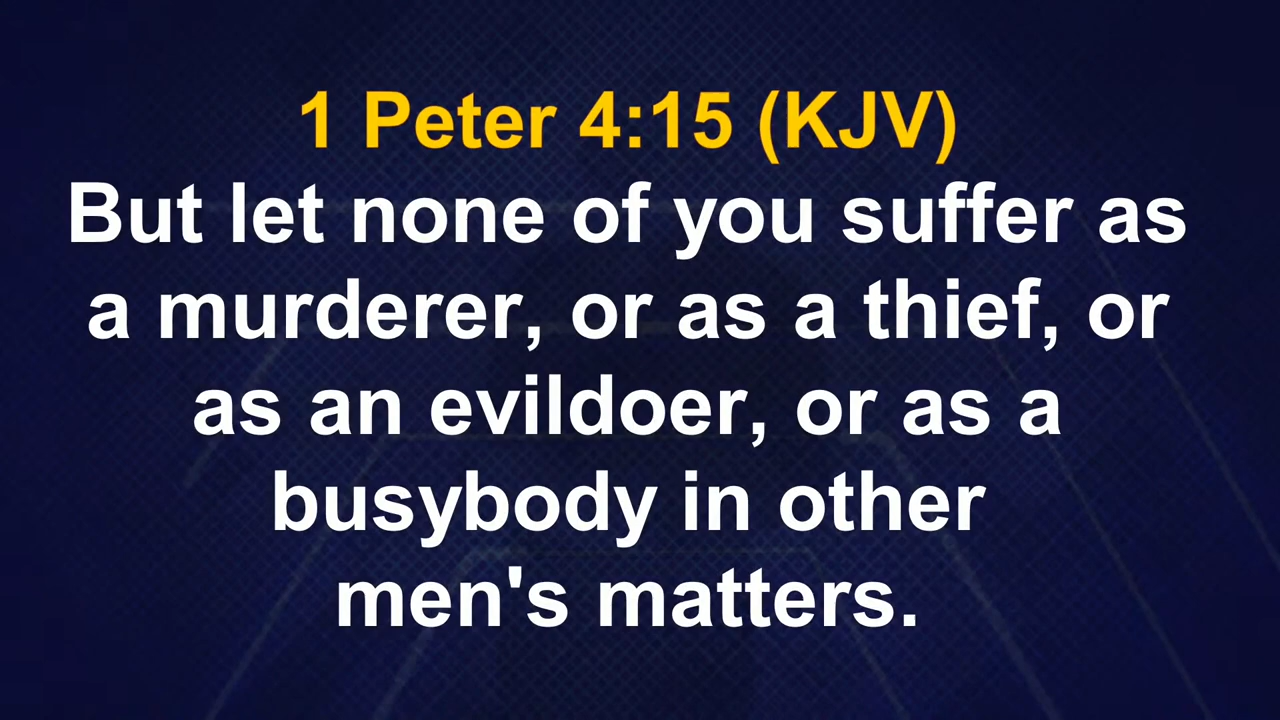 1 Peter 4:15 (KJV)
But let none of you suffer as
a murderer, or as a thief, or
as an evildoer, or as a
busybody in other
men's matters.